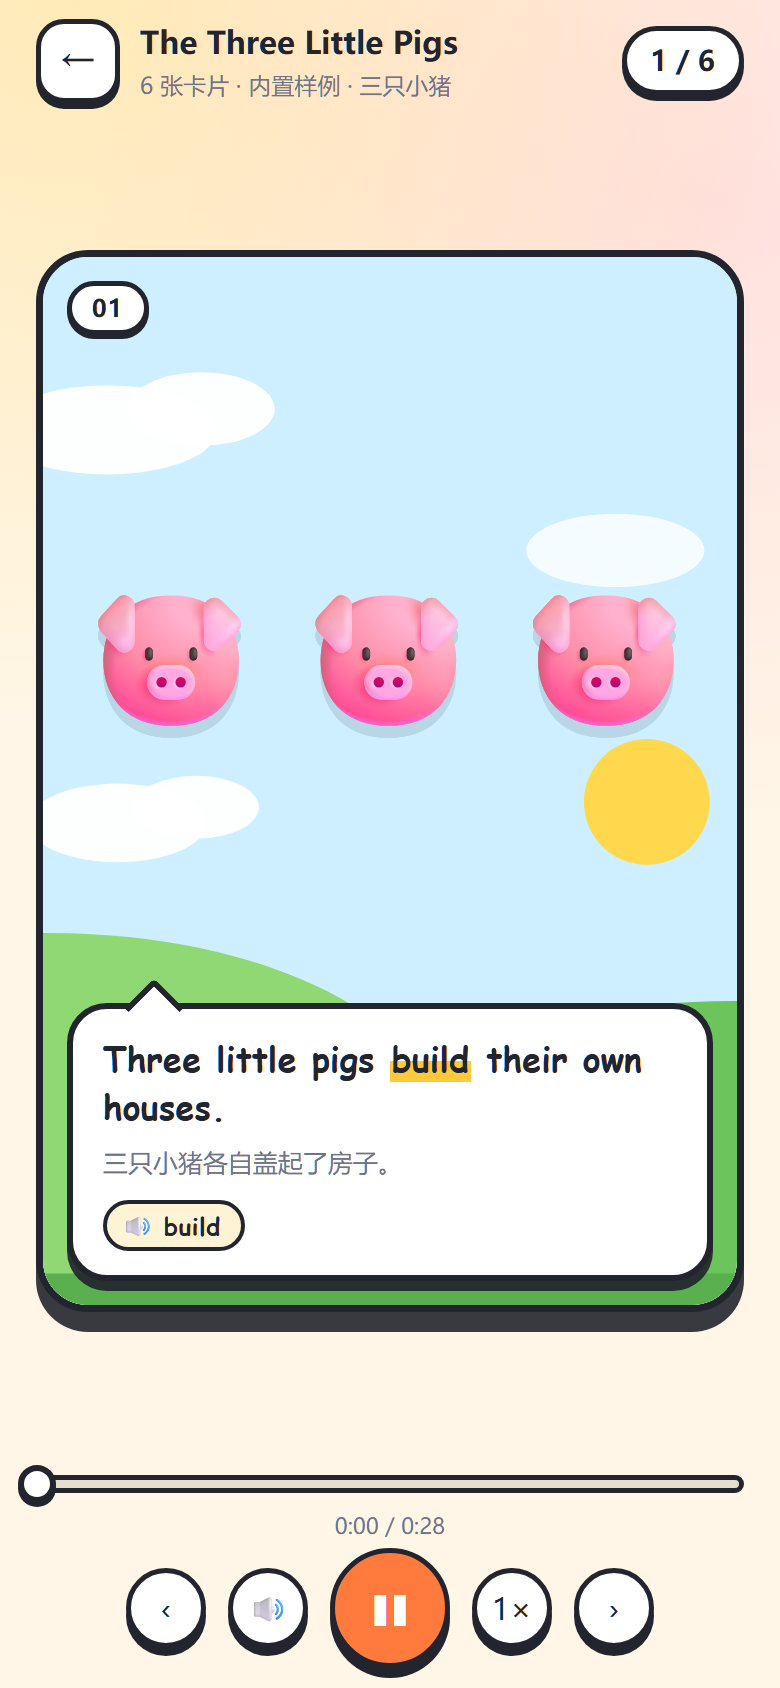 ←
The Three Little Pigs
6 张卡片 · 内置样例 · 三只小猪
1 / 6
01
Three little pigs build their own
houses.
三只小猪各自盖起了房子。
build
0:00 / 0:28
‹
1×
›